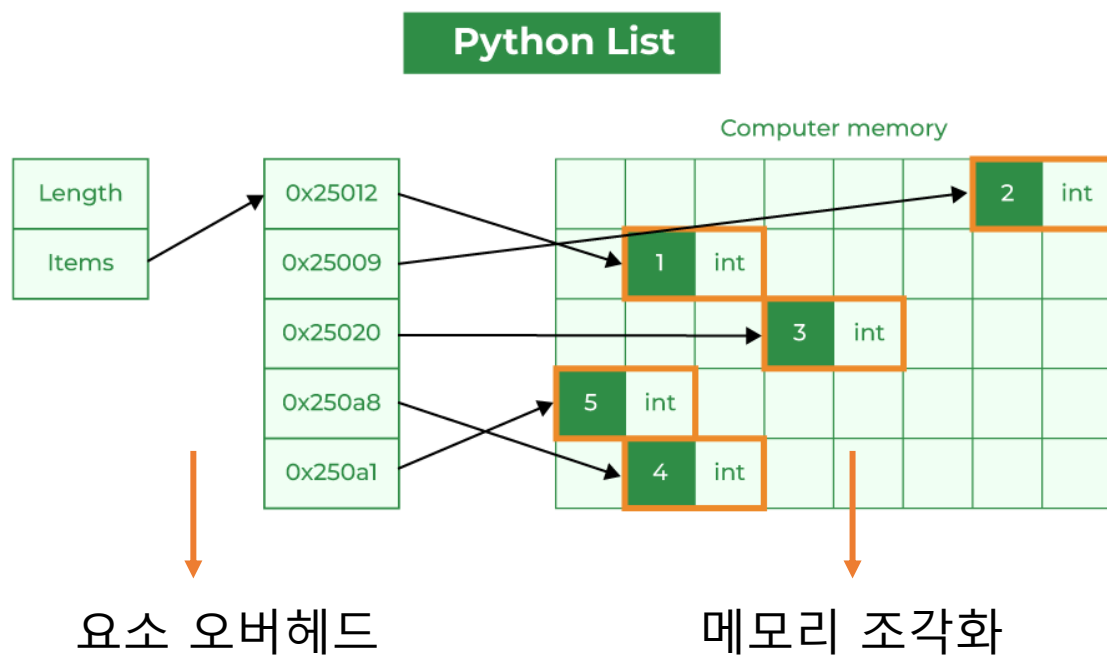 Python List
Computer memory
Length
Items
0x25012
0x25009
0x25020
0x250a8
0x250a1
2 int
1 int
3 int
5 int
4 int
요소 오버헤드
메모리 조각화